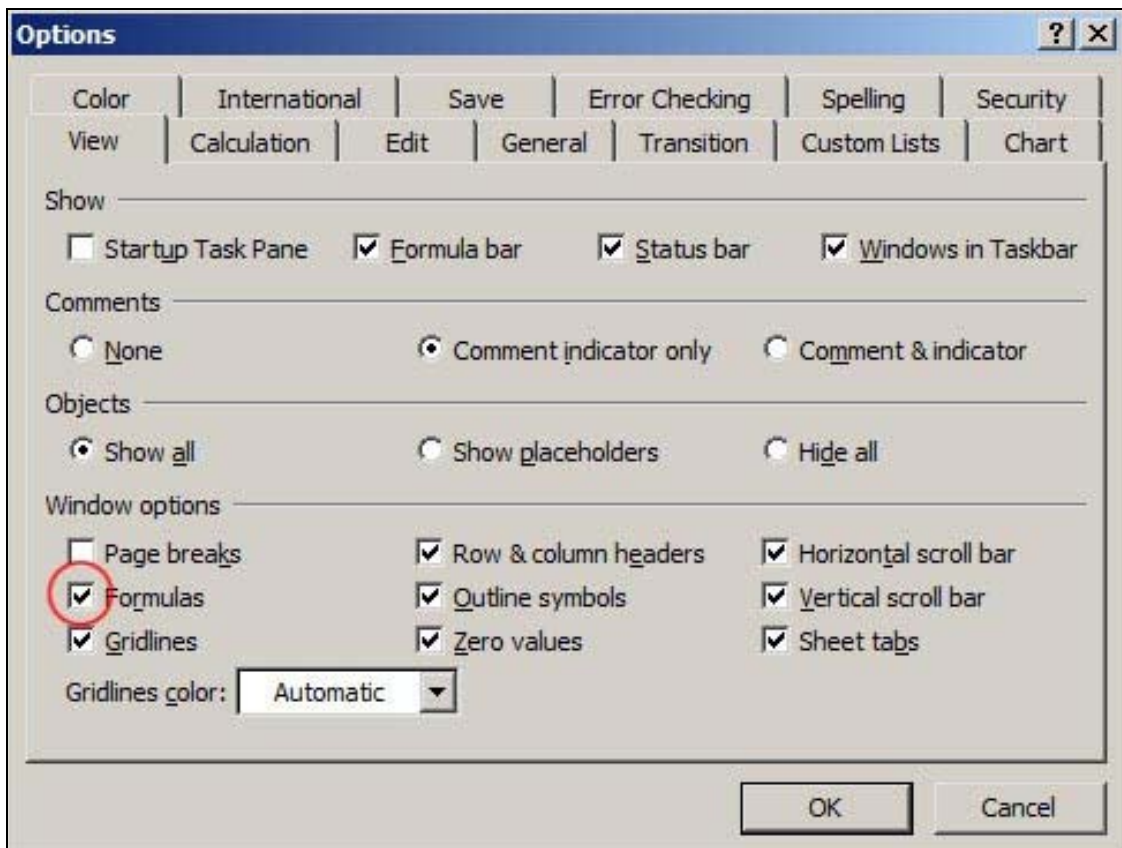 Options
Color International Save Error Checking Spelling Security
View Calculation Edit General Transition Custom Lists Chart
Show
Startup Task Pane Formula bar Status bar Windows in Taskbar
Comments
None Comment indicator only Comment & indicator
Objects
Show all Show placeholders Hide all
Window options
Page breaks Row & column headers Horizontal scroll bar
Formulas Outline symbols Vertical scroll bar
Gridlines Zero values Sheet tabs
Gridlines color: Automatic
OK Cancel